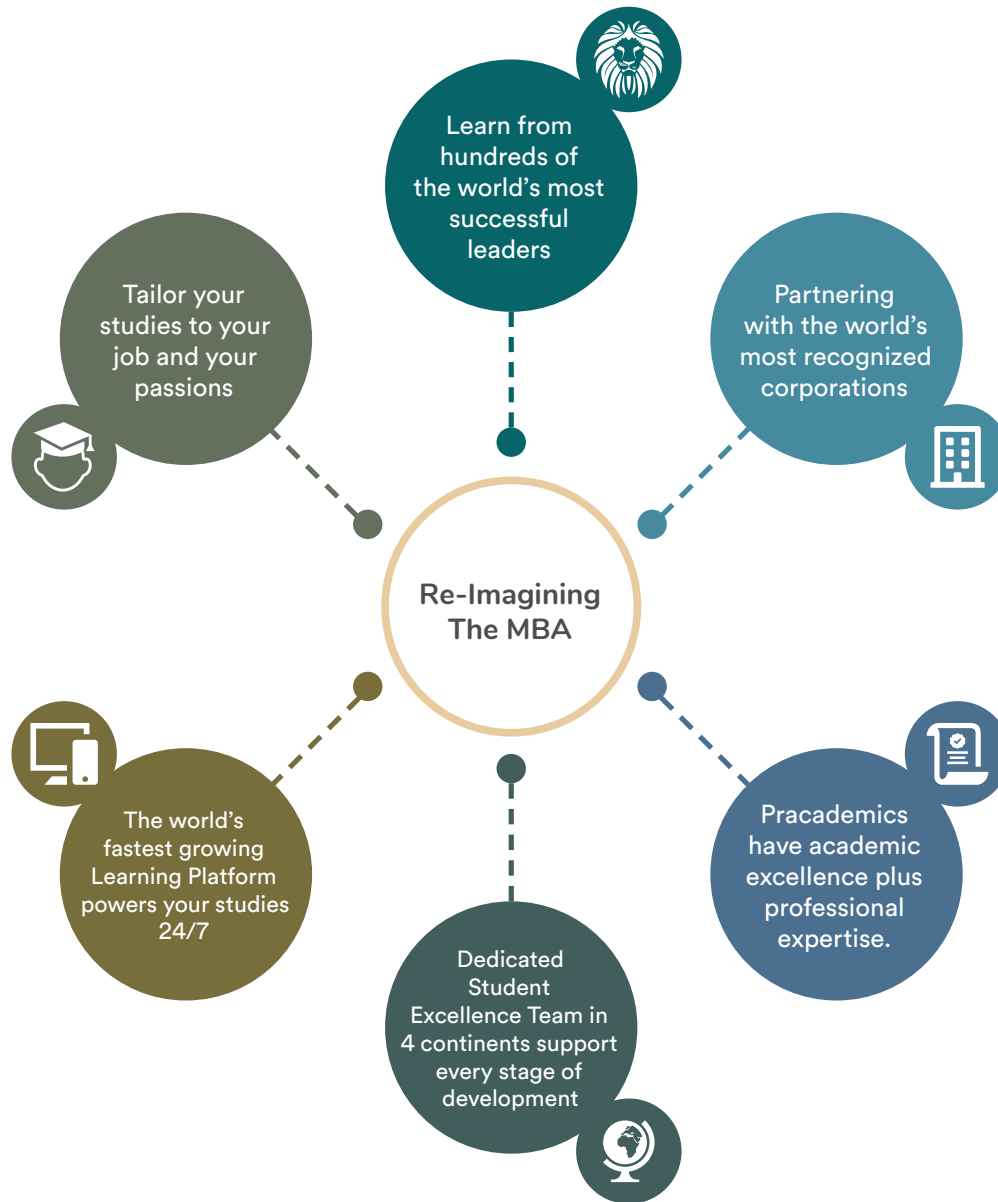 Learn from
hundreds of
the world’s most
successful
leaders
Tailor your
studies to your
job and your
passions
Partnering
with the world’s
most recognized
corporations
Re-Imagining
The MBA
The world’s
fastest growing
Learning Platform
powers your studies
24/7
Pracademics
have academic
excellence plus
professional
expertise.
Dedicated
Student
Excellence Team in
4 continents support
every stage of
development